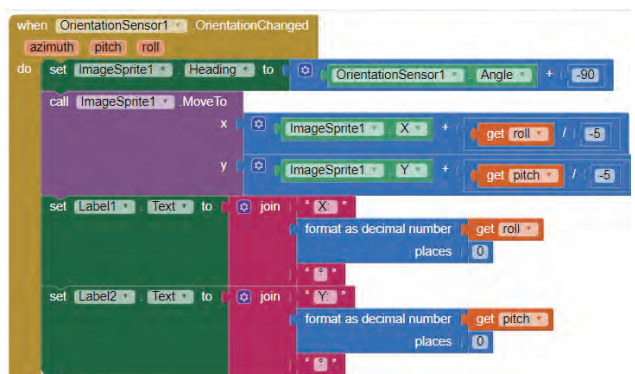 when OrientationSensor1 .OrientationChanged
azimuth pitch roll
do set ImageSprite1 . Heading to OrientationSensor1 . Angle + -90
call ImageSprite1 .MoveTo
x ImageSprite1 . X + get roll / -5
y ImageSprite1 . Y + get pitch / -5
set Label1 . Text to join " X: "
format as decimal number get roll
places 0
" ° "
set Label2 . Text to join " Y: "
format as decimal number get pitch
places 0
" ° "